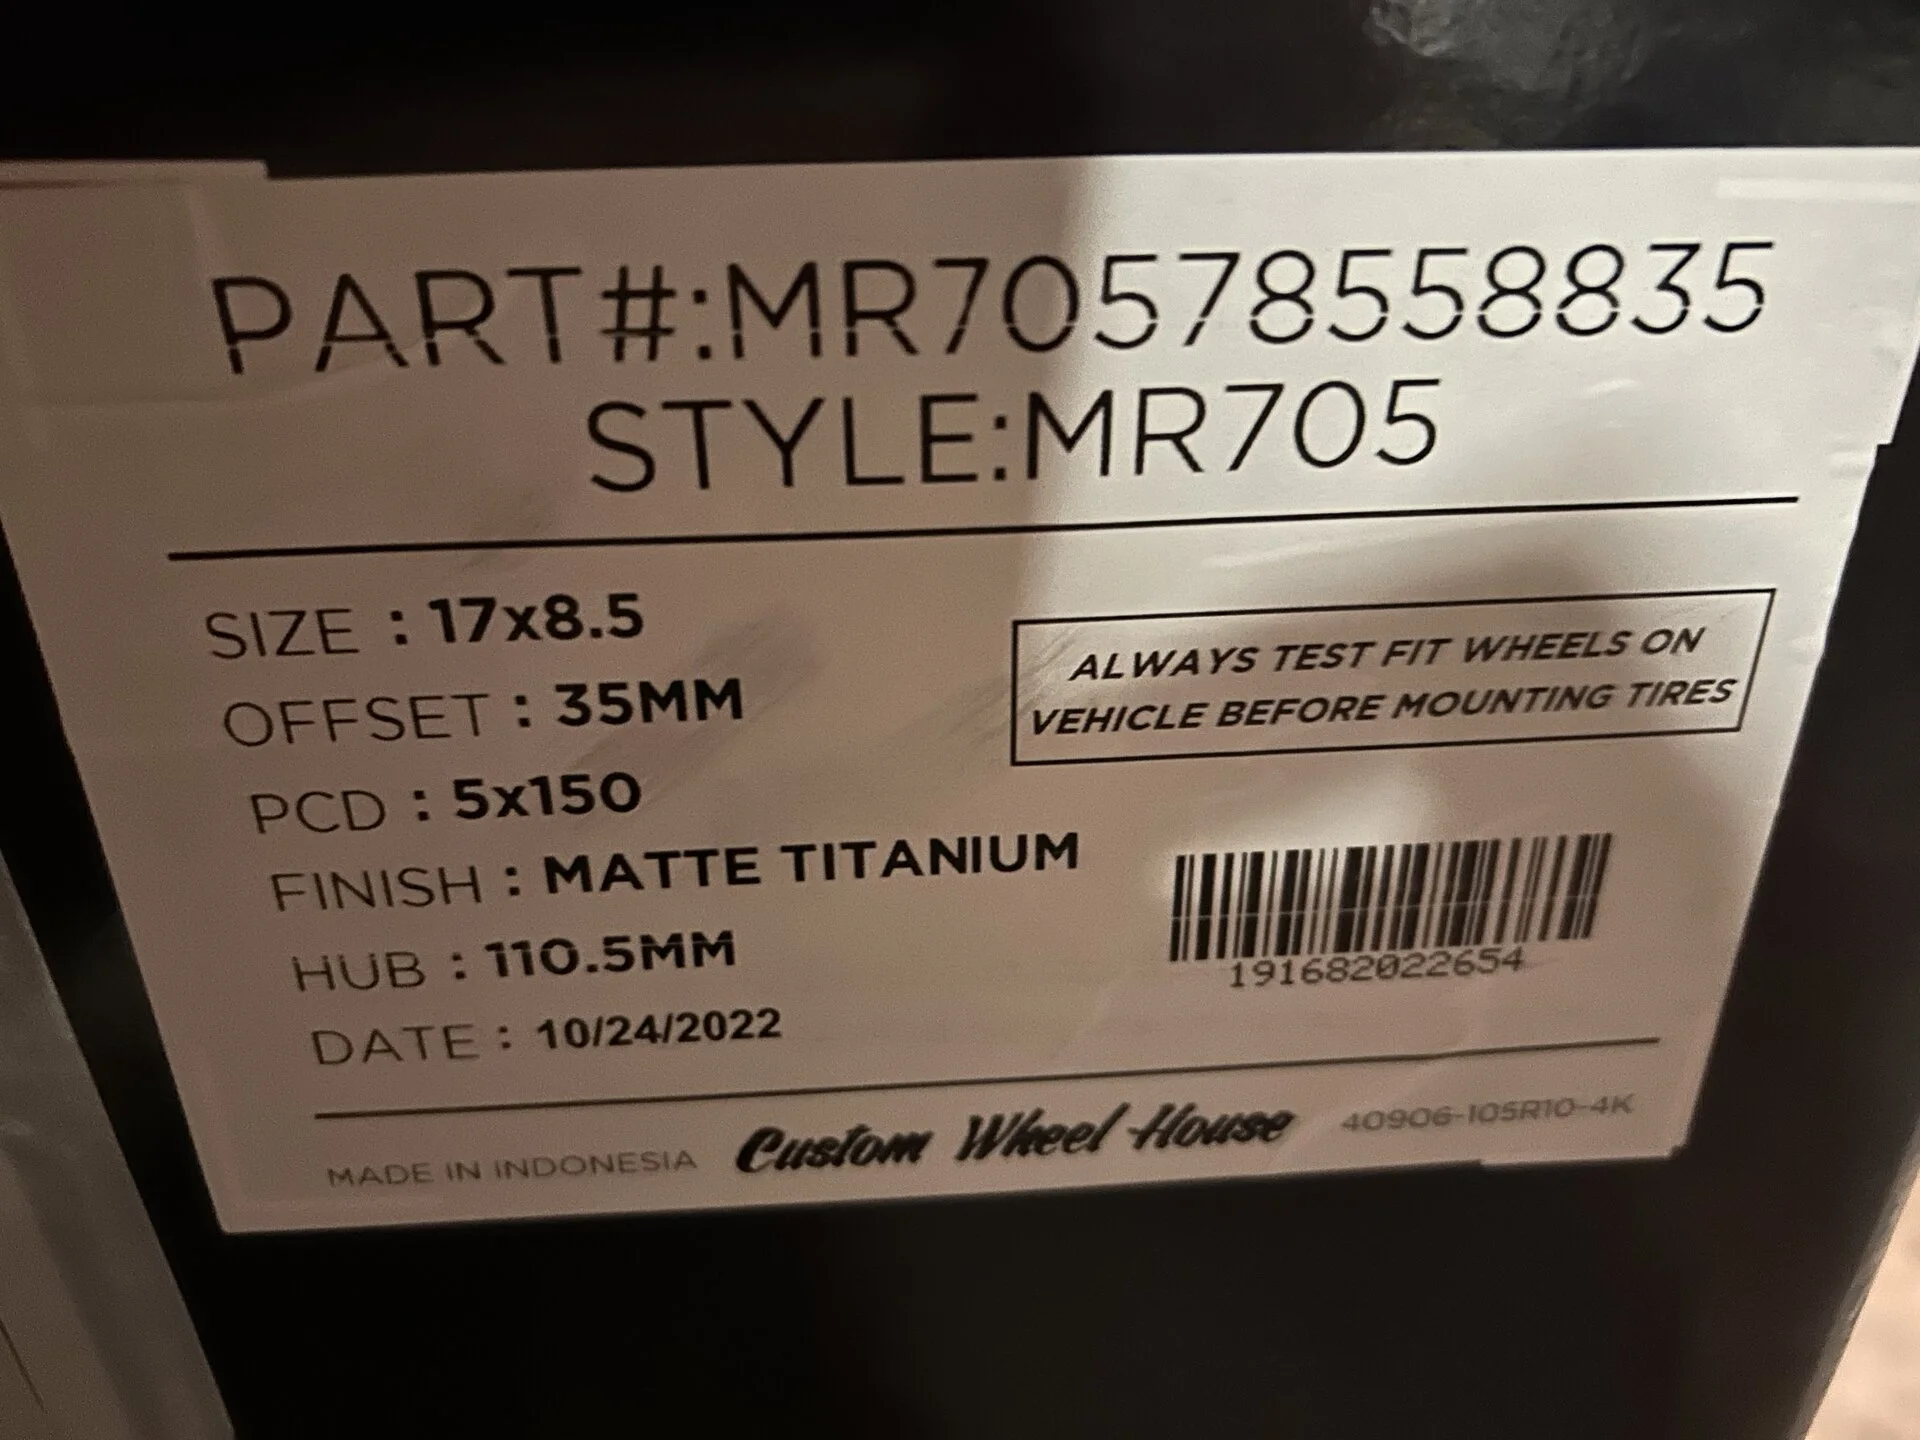 PART#:MR70578558835
STYLE:MR705
SIZE : 17x8.5
OFFSET : 35MM
PCD : 5x150
FINISH : MATTE TITANIUM
HUB : 110.5MM
DATE : 10/24/2022
ALWAYS TEST FIT WHEELS ON
VEHICLE BEFORE MOUNTING TIRES
191682022654
MADE IN INDONESIA Custom Wheel House 40906-105R10-4K